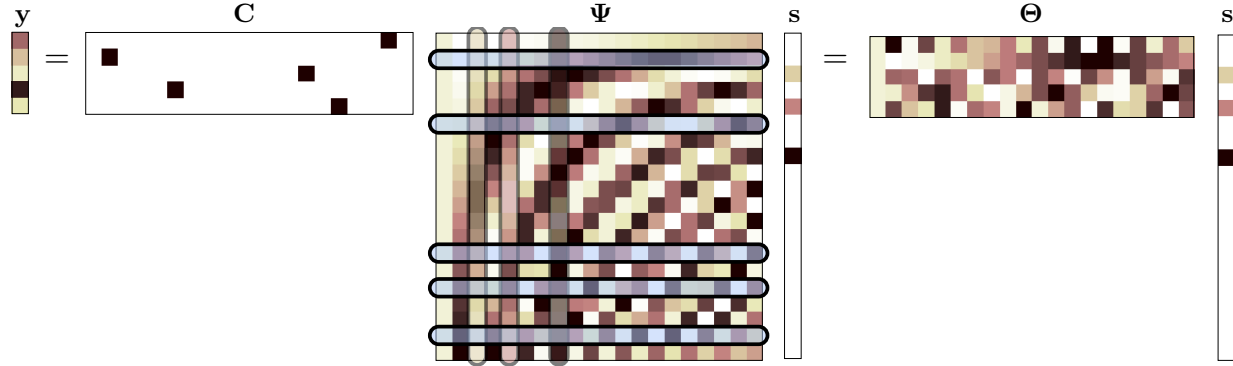 y = C Ψ s = Θ s